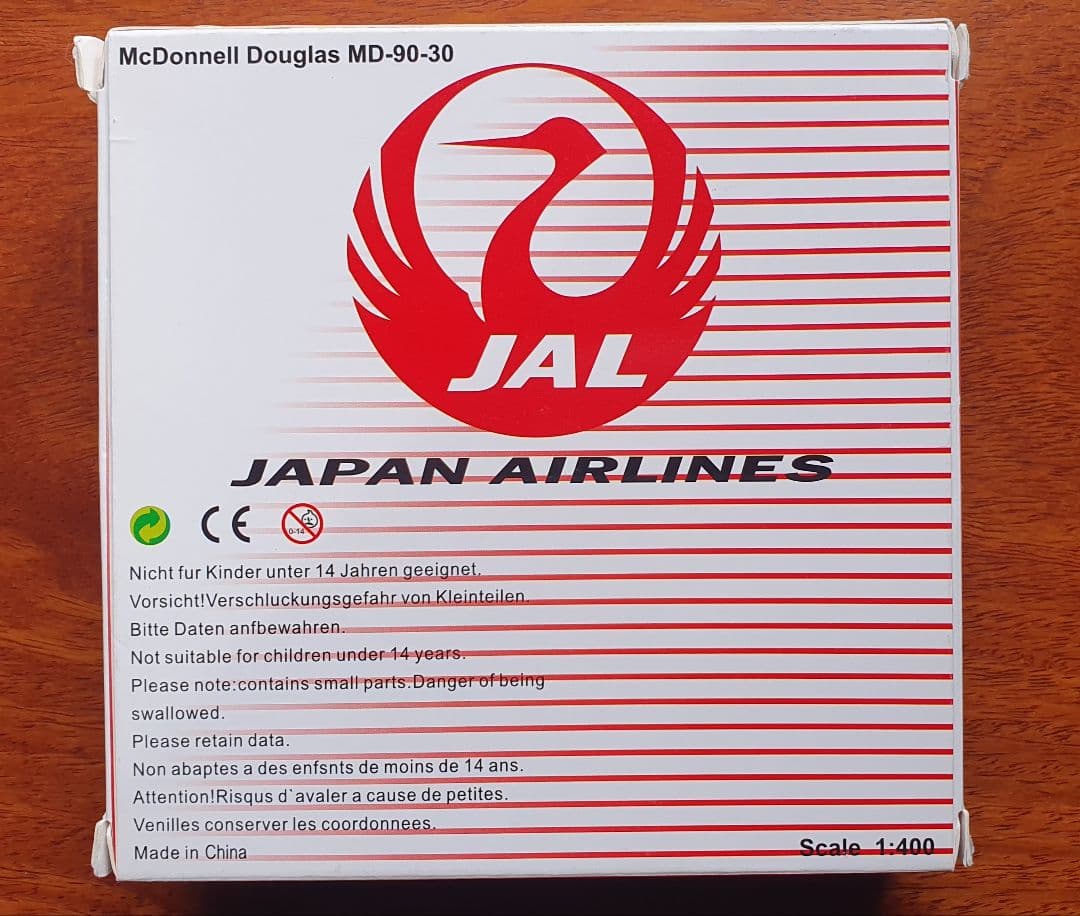 McDonnell Douglas MD-90-30
JAL
JAPAN AIRLINES
CE
0-14
Nicht fur Kinder unter 14 Jahren geeignet.
Vorsicht!Verschluckungsgefahr von Kleinteilen.
Bitte Daten anfbewahren.
Not suitable for children under 14 years.
Please note:contains small parts.Danger of being
swallowed.
Please retain data.
Non abaptes a des enfsnts de moins de 14 ans.
Attention!Risqus d`avaler a cause de petites.
Venilles conserver les coordonnees.
Made in China
Scale 1:400